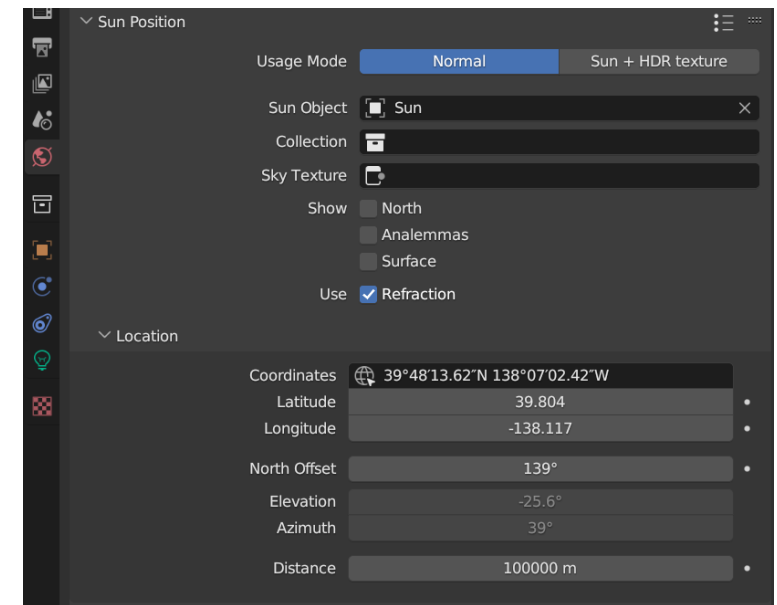 Sun Position
Usage Mode Normal Sun + HDR texture
Sun Object Sun
Collection
Sky Texture
Show North
Analemmas
Surface
Use Refraction
Location
Coordinates 39°48′13.62″N 138°07′02.42″W
Latitude 39.804
Longitude -138.117
North Offset 139°
Elevation -25.6°
Azimuth 39°
Distance 100000 m